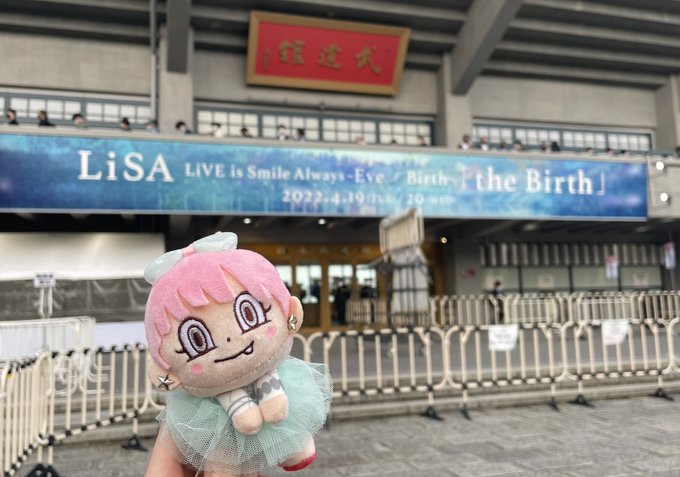 武道館
LiSA LiVE is Smile Always~Eve / Birth~「the Birth」
2022.4.19[TUE], 20[WED]